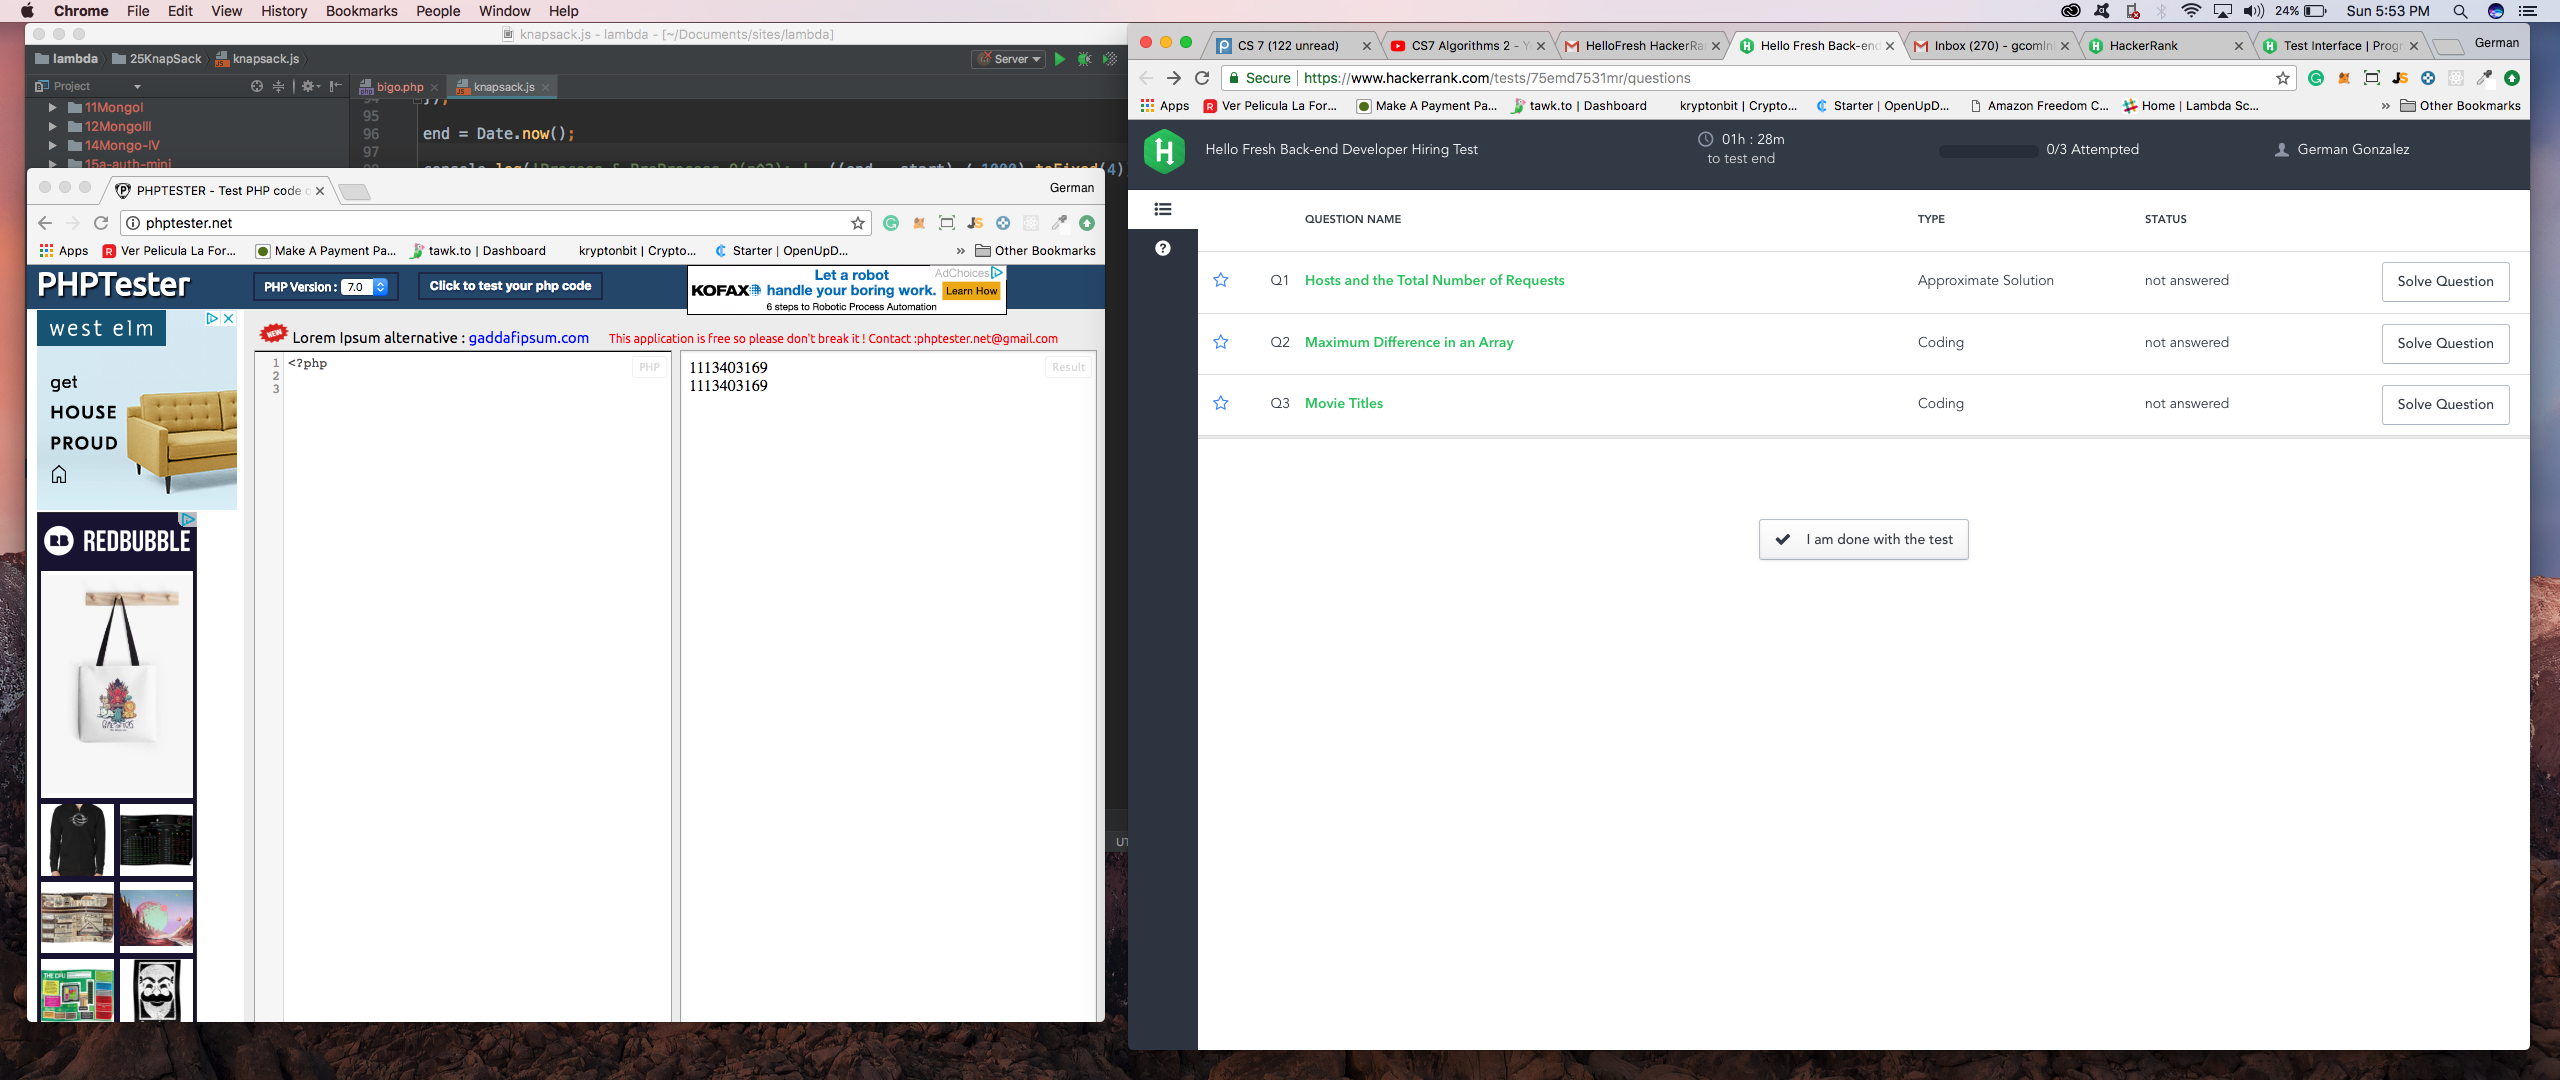 Chrome File Edit View History Bookmarks People Window Help
24% Sun 5:53 PM
knapsack.js - lambda - [~/Documents/sites/lambda]
lambda 25KnapSack knapsack.js Server
Project bigo.php knapsack.js
11MongoI
12MongoIII
14Mongo-IV
15a-auth-mini
95
96 end = Date.now();
97
PHPTESTER - Test PHP code German
phptester.net
Apps Ver Pelicula La For... Make A Payment Pa... tawk.to | Dashboard kryptonbit | Crypto... Starter | OpenUpD... » Other Bookmarks
PHPTester PHP Version : 7.0 Click to test your php code
Let a robot AdChoices
KOFAX handle your boring work. Learn How
6 steps to Robotic Process Automation
west elm
get
HOUSE
PROUD
NEW Lorem Ipsum alternative : gaddafipsum.com This application is free so please don't break it ! Contact :phptester.net@gmail.com
1 <?php PHP
2
3
1113403169 Result
1113403169
RB REDBUBBLE
THE CPU
UT
CS 7 (122 unread) CS7 Algorithms 2 - HelloFresh HackerRa Hello Fresh Back-end Inbox (270) - gcomin HackerRank Test Interface | Progr German
Secure https://www.hackerrank.com/tests/75emd7531mr/questions
Apps Ver Pelicula La For... Make A Payment Pa... tawk.to | Dashboard kryptonbit | Crypto... Starter | OpenUpD... Amazon Freedom C... Home | Lambda Sc... » Other Bookmarks
Hello Fresh Back-end Developer Hiring Test
01h : 28m
to test end
0/3 Attempted
German Gonzalez
QUESTION NAME TYPE STATUS
Q1 Hosts and the Total Number of Requests Approximate Solution not answered Solve Question
Q2 Maximum Difference in an Array Coding not answered Solve Question
Q3 Movie Titles Coding not answered Solve Question
I am done with the test